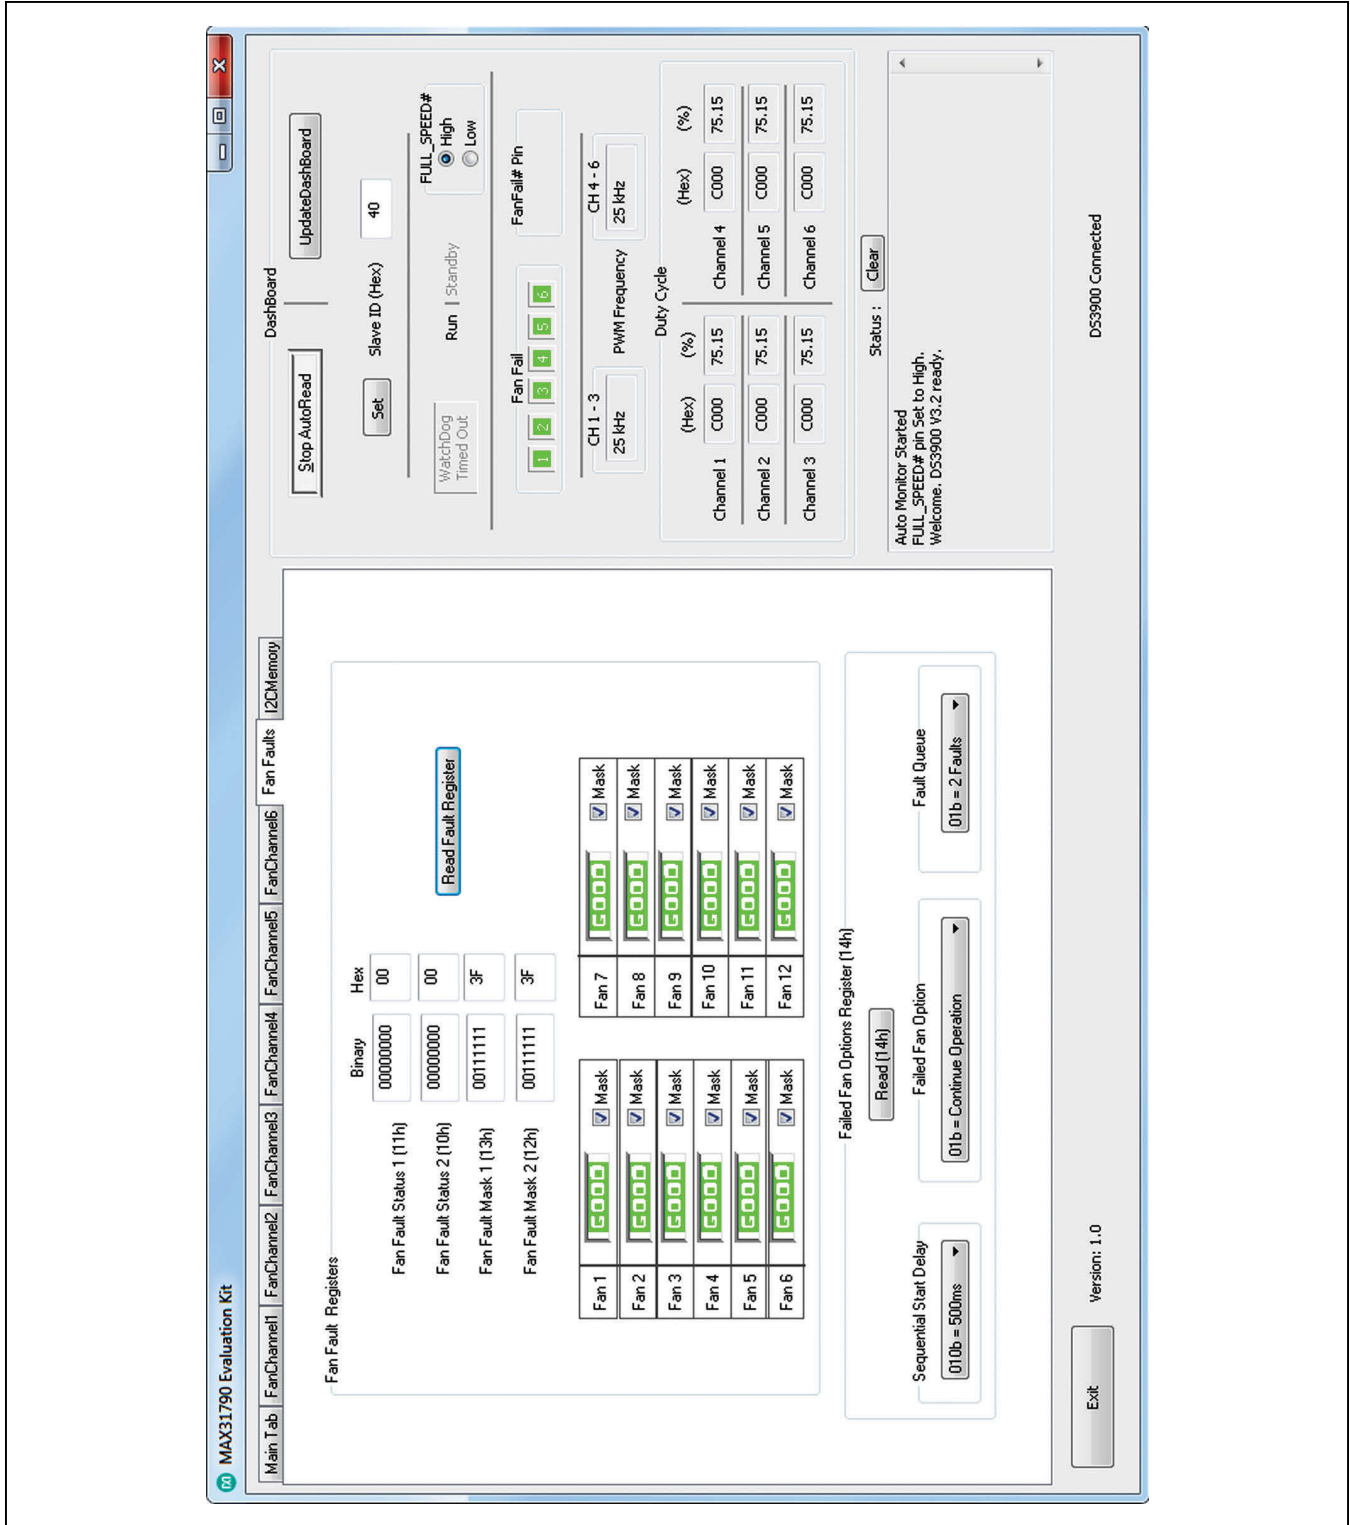 MAX31790 Evaluation Kit
Main Tab FanChannel1 FanChannel2 FanChannel3 FanChannel4 FanChannel5 FanChannel6 Fan Faults I2CMemory
Fan Fault Registers
Binary Hex
Fan Fault Status 1 (11h) 00000000 00
Fan Fault Status 2 (10h) 00000000 00
Fan Fault Mask 1 (13h) 00111111 3F
Fan Fault Mask 2 (12h) 00111111 3F
Read Fault Register
Fan 1 GOOD Mask Fan 7 GOOD Mask
Fan 2 GOOD Mask Fan 8 GOOD Mask
Fan 3 GOOD Mask Fan 9 GOOD Mask
Fan 4 GOOD Mask Fan 10 GOOD Mask
Fan 5 GOOD Mask Fan 11 GOOD Mask
Fan 6 GOOD Mask Fan 12 GOOD Mask
Failed Fan Options Register (14h)
Read (14h)
Sequential Start Delay Failed Fan Option Fault Queue
010b = 500ms 01b = Continue Operation 01b = 2 Faults
DashBoard
Stop AutoRead UpdateDashBoard
Set Slave ID (Hex) 40
WatchDog
Timed Out
Run | Standby
FULL_SPEED#
High
Low
Fan Fail FanFail# Pin
1 2 3 4 5 6
CH 1 - 3 CH 4 - 6
25 kHz PWM Frequency 25 kHz
Duty Cycle
(Hex) (%) (Hex) (%)
Channel 1 C000 75.15 Channel 4 C000 75.15
Channel 2 C000 75.15 Channel 5 C000 75.15
Channel 3 C000 75.15 Channel 6 C000 75.15
Status : Clear
Auto Monitor Started
FULL_SPEED# pin Set to High.
Welcome. DS3900 V3.2 ready.
Exit Version: 1.0 DS3900 Connected